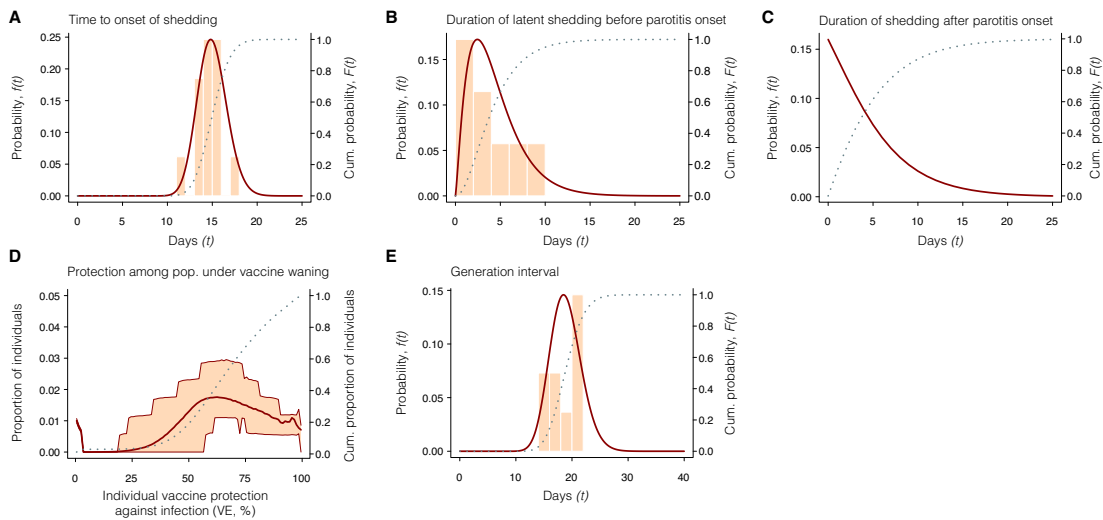 A
Time to onset of shedding
Probability, f(t)
0.25
0.20
0.15
0.10
0.05
0.00
1.0
0.8
0.6
0.4
0.2
0.0
Cum. probability, F(t)
0 5 10 15 20 25
Days (t)
B
Duration of latent shedding before parotitis onset
Probability, f(t)
0.15
0.10
0.05
0.00
1.0
0.8
0.6
0.4
0.2
0.0
Cum. probability, F(t)
0 5 10 15 20 25
Days (t)
C
Duration of shedding after parotitis onset
Probability, f(t)
0.15
0.10
0.05
0.00
1.0
0.8
0.6
0.4
0.2
0.0
Cum. probability, F(t)
0 5 10 15 20 25
Days (t)
D
Protection among pop. under vaccine waning
Proportion of individuals
0.05
0.04
0.03
0.02
0.01
0.00
1.0
0.8
0.6
0.4
0.2
0.0
Cum proportion of individuals
0 25 50 75 100
Individual vaccine protection
against infection (VE, %)
E
Generation interval
Probability, f(t)
0.15
0.10
0.05
0.00
1.0
0.8
0.6
0.4
0.2
0.0
Cum. probability, F(t)
0 10 20 30 40
Days (t)